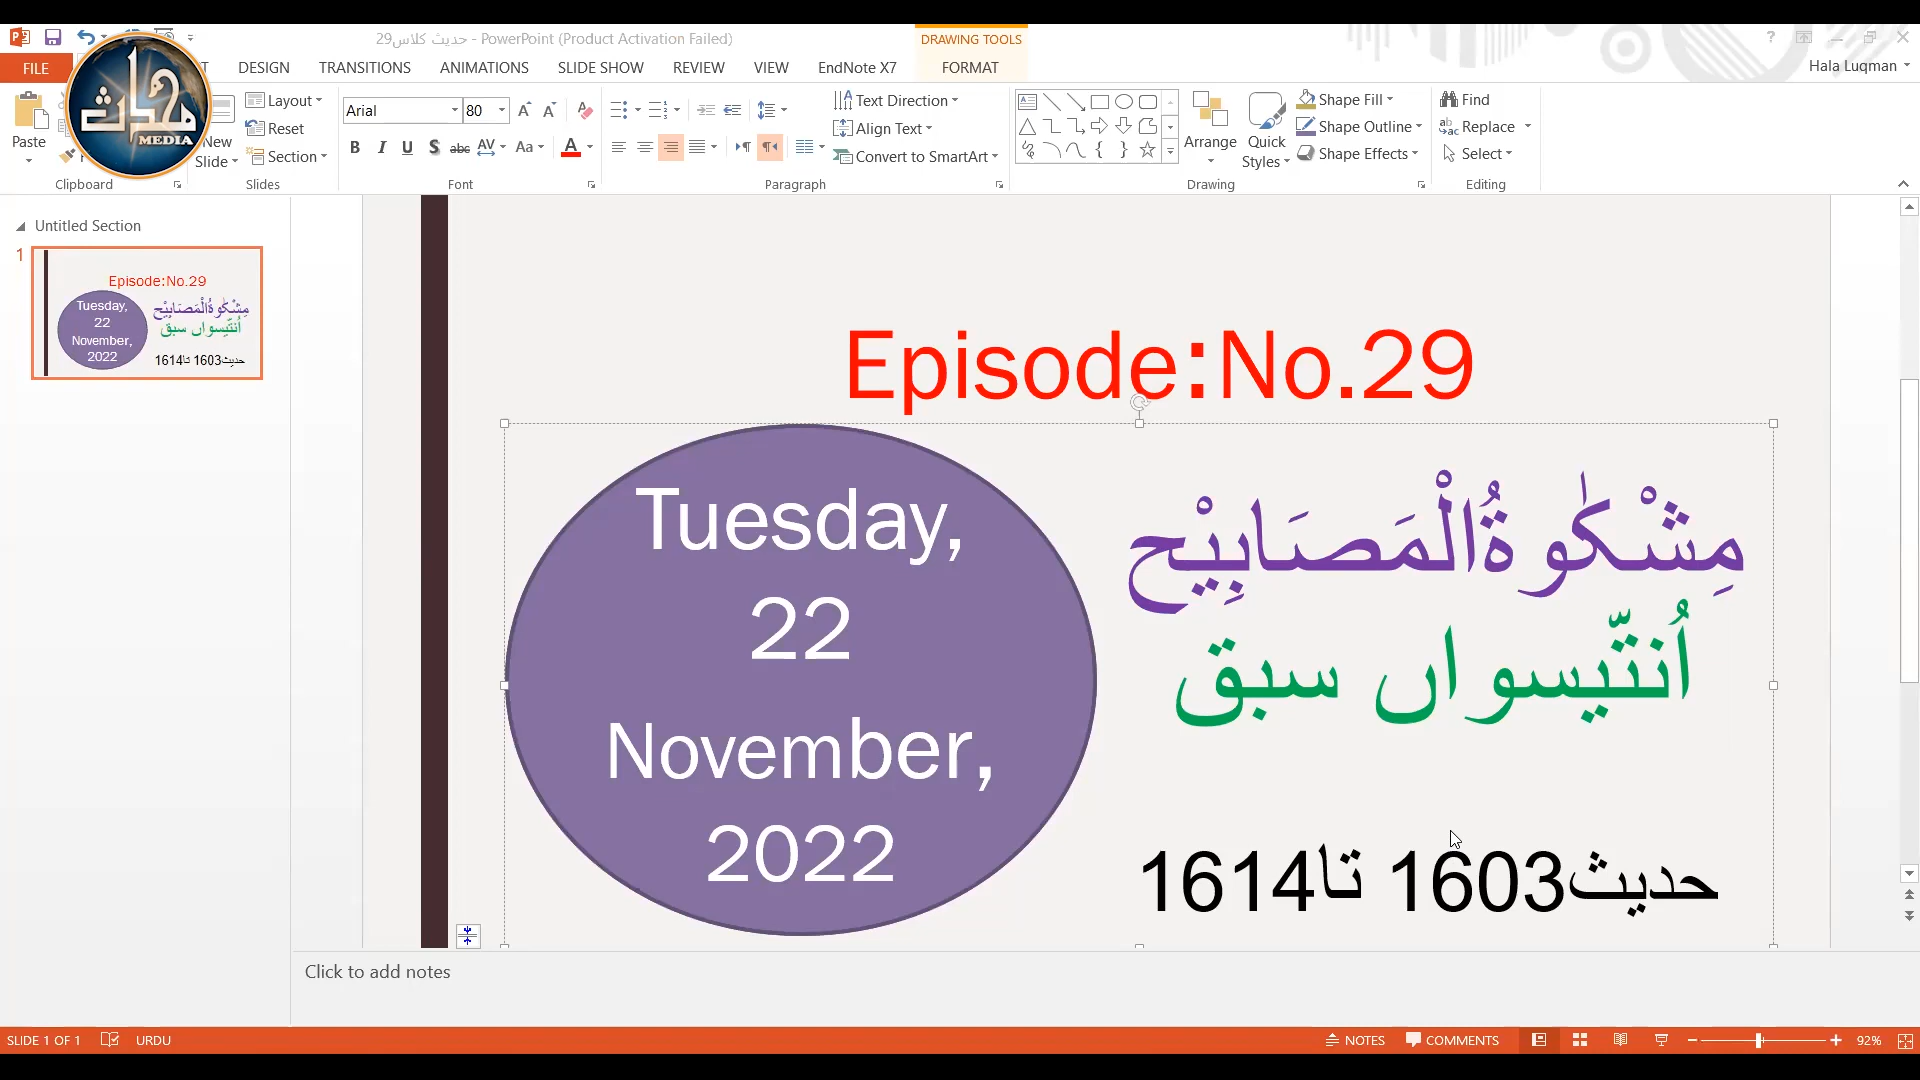 حدیث کلاس29 - PowerPoint (Product Activation Failed)
DRAWING TOOLS
FILE
DESIGN
TRANSITIONS
ANIMATIONS
SLIDE SHOW
REVIEW
VIEW
EndNote X7
FORMAT
Hala Luqman
Paste
New
Slide
Layout
Reset
Section
Arial
80
Text Direction
Align Text
Convert to SmartArt
Arrange
Quick
Styles
Shape Fill
Shape Outline
Shape Effects
Find
Replace
Select
Clipboard
Slides
Font
Paragraph
Drawing
Editing
MEDIA
Untitled Section
1
Episode:No.29
Tuesday,
22
November,
2022
مِشْكٰوةُالْمَصَابِيْح
اُنتّیسواں سبق
حدیث1603 تا1614
Episode:No.29
Tuesday,
22
November,
2022
مِشْكٰوةُالْمَصَابِيْح
اُنتّیسواں سبق
حدیث1603 تا1614
Click to add notes
SLIDE 1 OF 1
URDU
NOTES
COMMENTS
92%